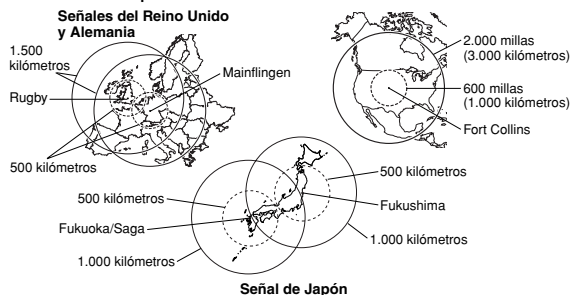 Señales del Reino Unido
y Alemania
1.500
kilómetros
Rugby
500 kilómetros
Mainflingen
2.000 millas
(3.000 kilómetros)
600 millas
(1.000 kilómetros)
Fort Collins
500 kilómetros
Fukuoka/Saga
1.000 kilómetros
500 kilómetros
Fukushima
1.000 kilómetros
Señal de Japón